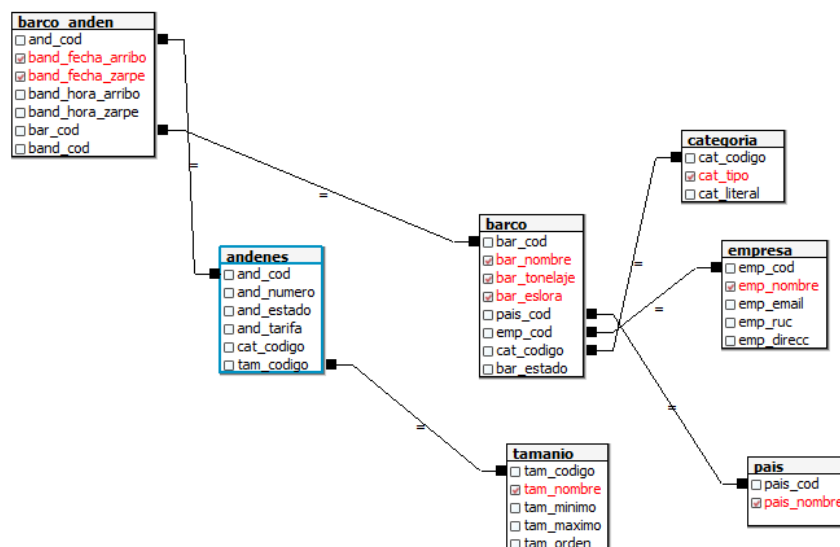 barco_anden
and_cod
band_fecha_arribo
band_fecha_zarpe
band_hora_arribo
band_hora_zarpe
bar_cod
band_cod
=
=
andenes
and_cod
and_numero
and_estado
and_tarifa
cat_codigo
tam_codigo
=
barco
bar_cod
bar_nombre
bar_tonelaje
bar_eslora
pais_cod
emp_cod
cat_codigo
bar_estado
categoria
cat_codigo
cat_tipo
cat_literal
=
empresa
emp_cod
emp_nombre
emp_email
emp_ruc
emp_direcc
=
=
tamanio
tam_codigo
tam_nombre
tam_minimo
tam_maximo
tam_orden
pais
pais_cod
pais_nombre